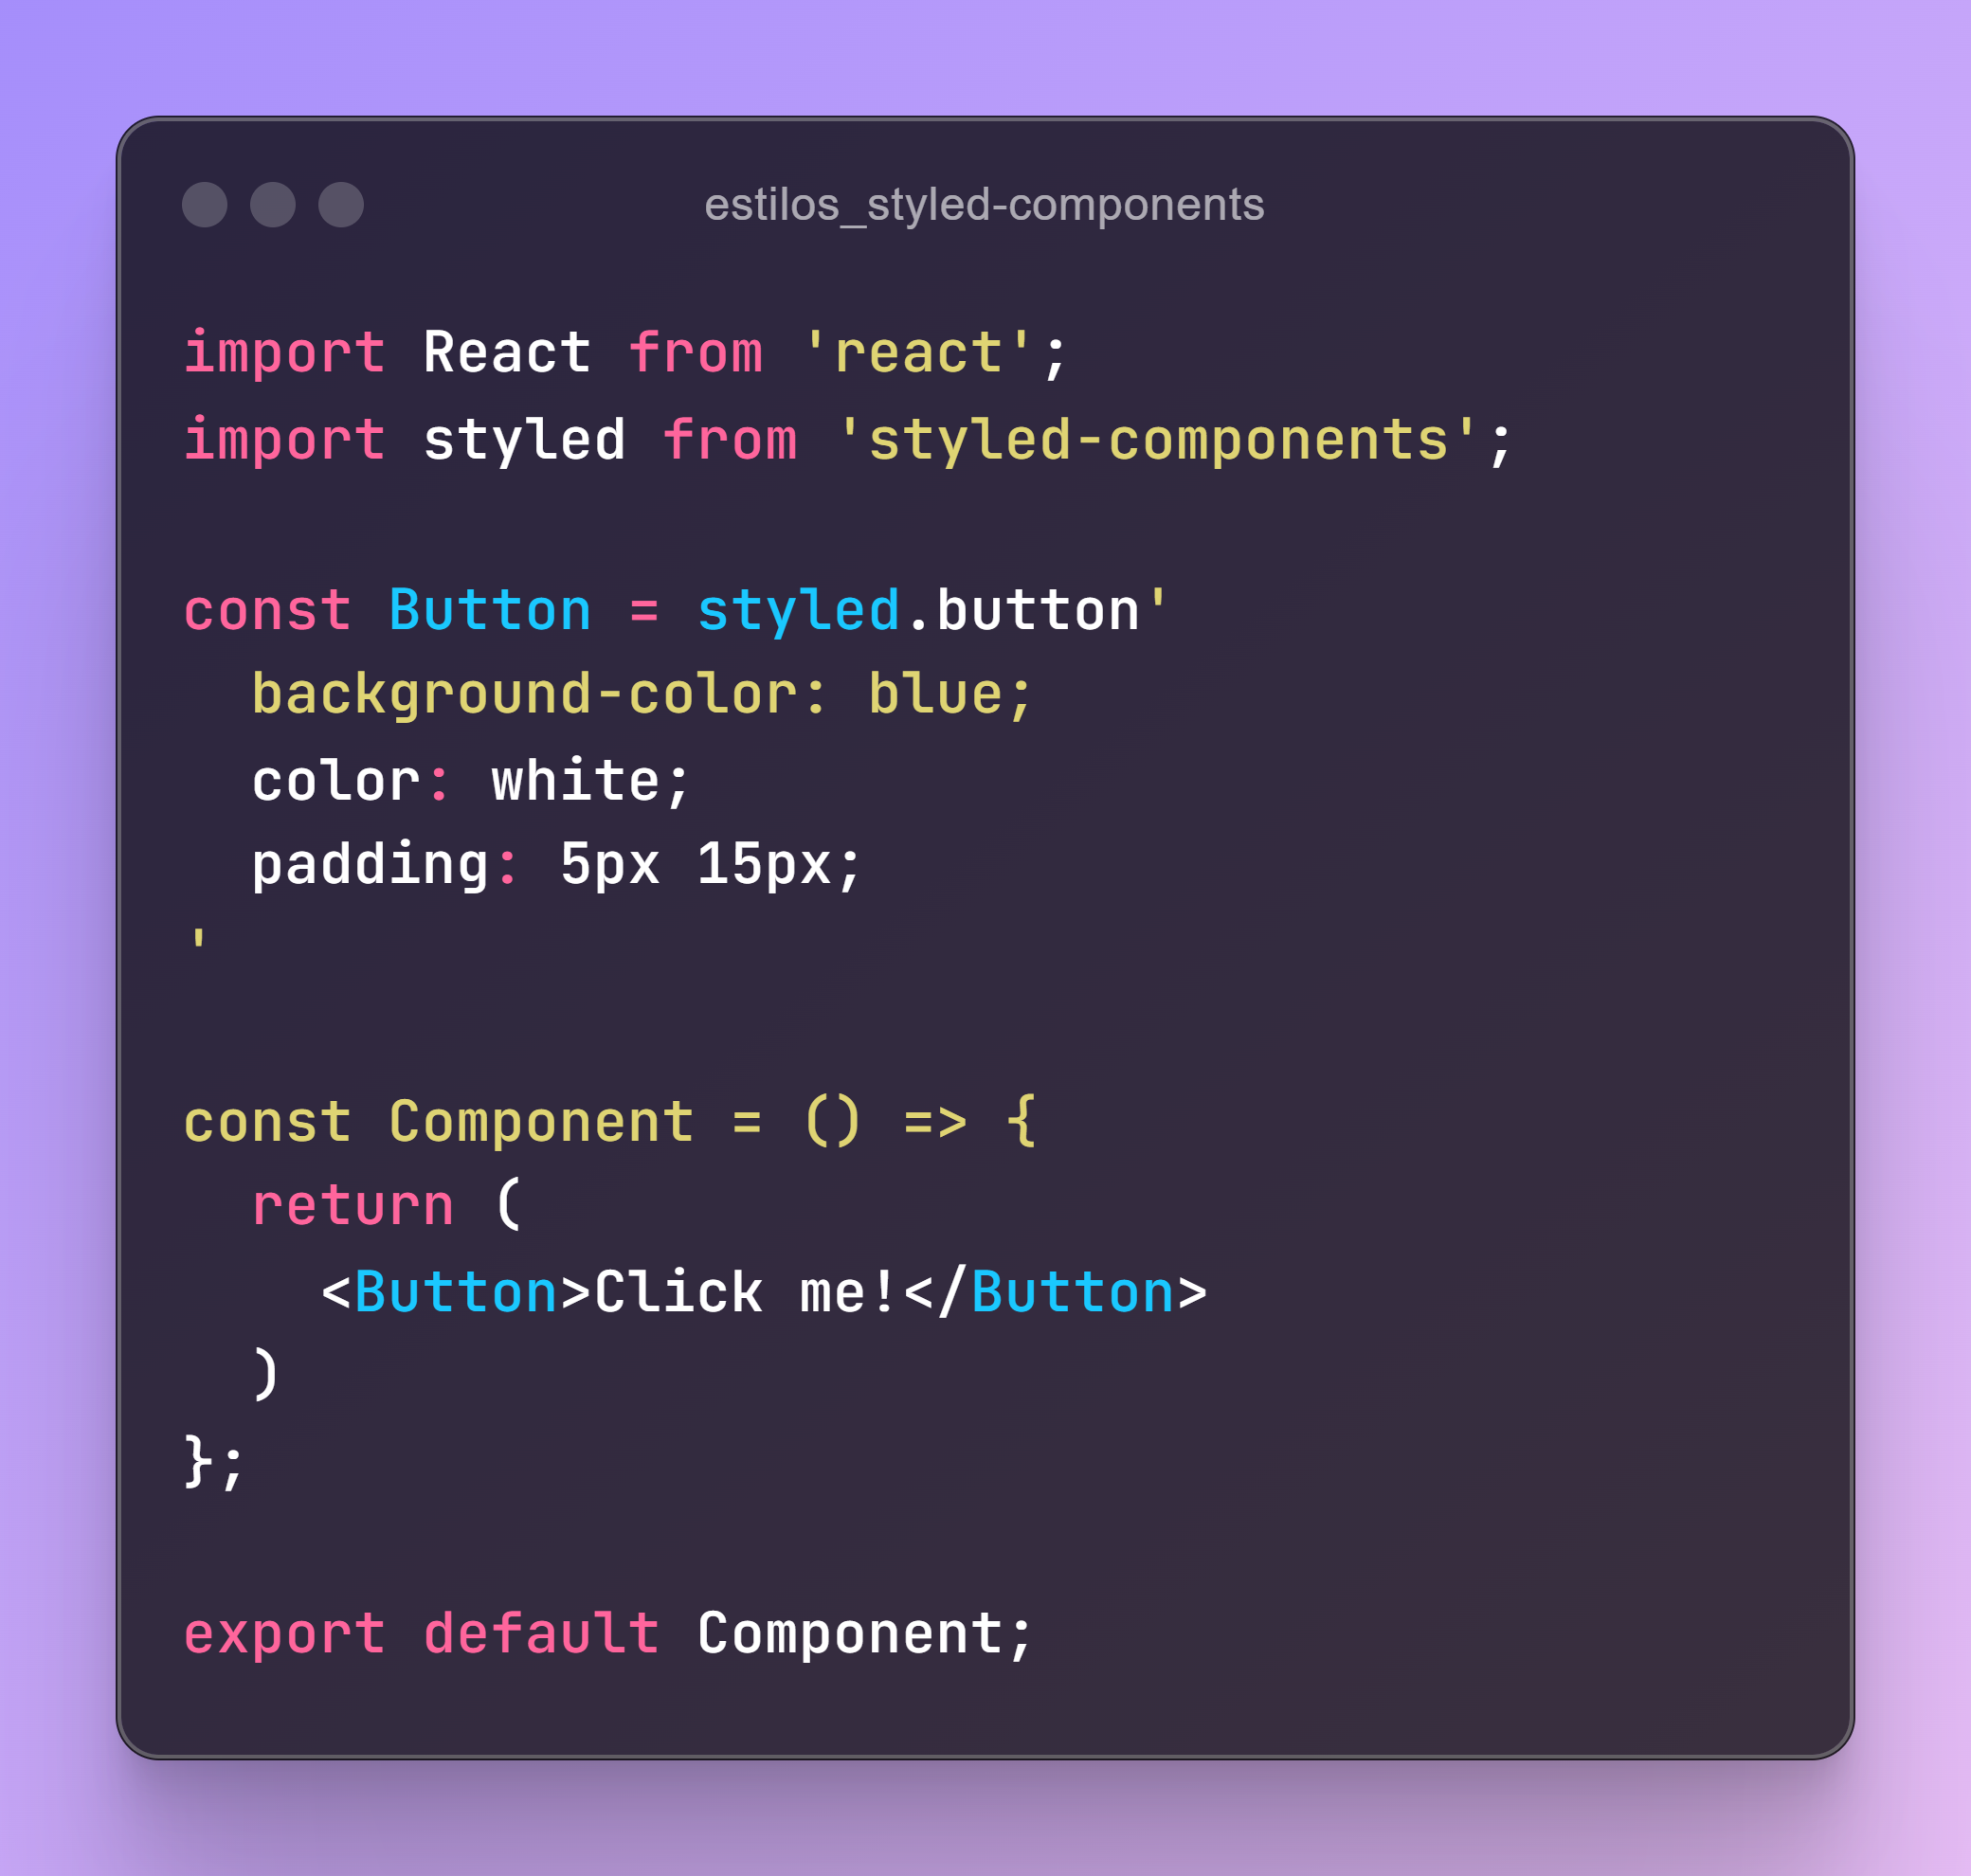 estilos_styled-components
import React from 'react';
import styled from 'styled-components';
const Button = styled.button'
  background-color: blue;
  color: white;
  padding: 5px 15px;
'
const Component = () => {
  return (
    <Button>Click me!</Button>
  )
};
export default Component;